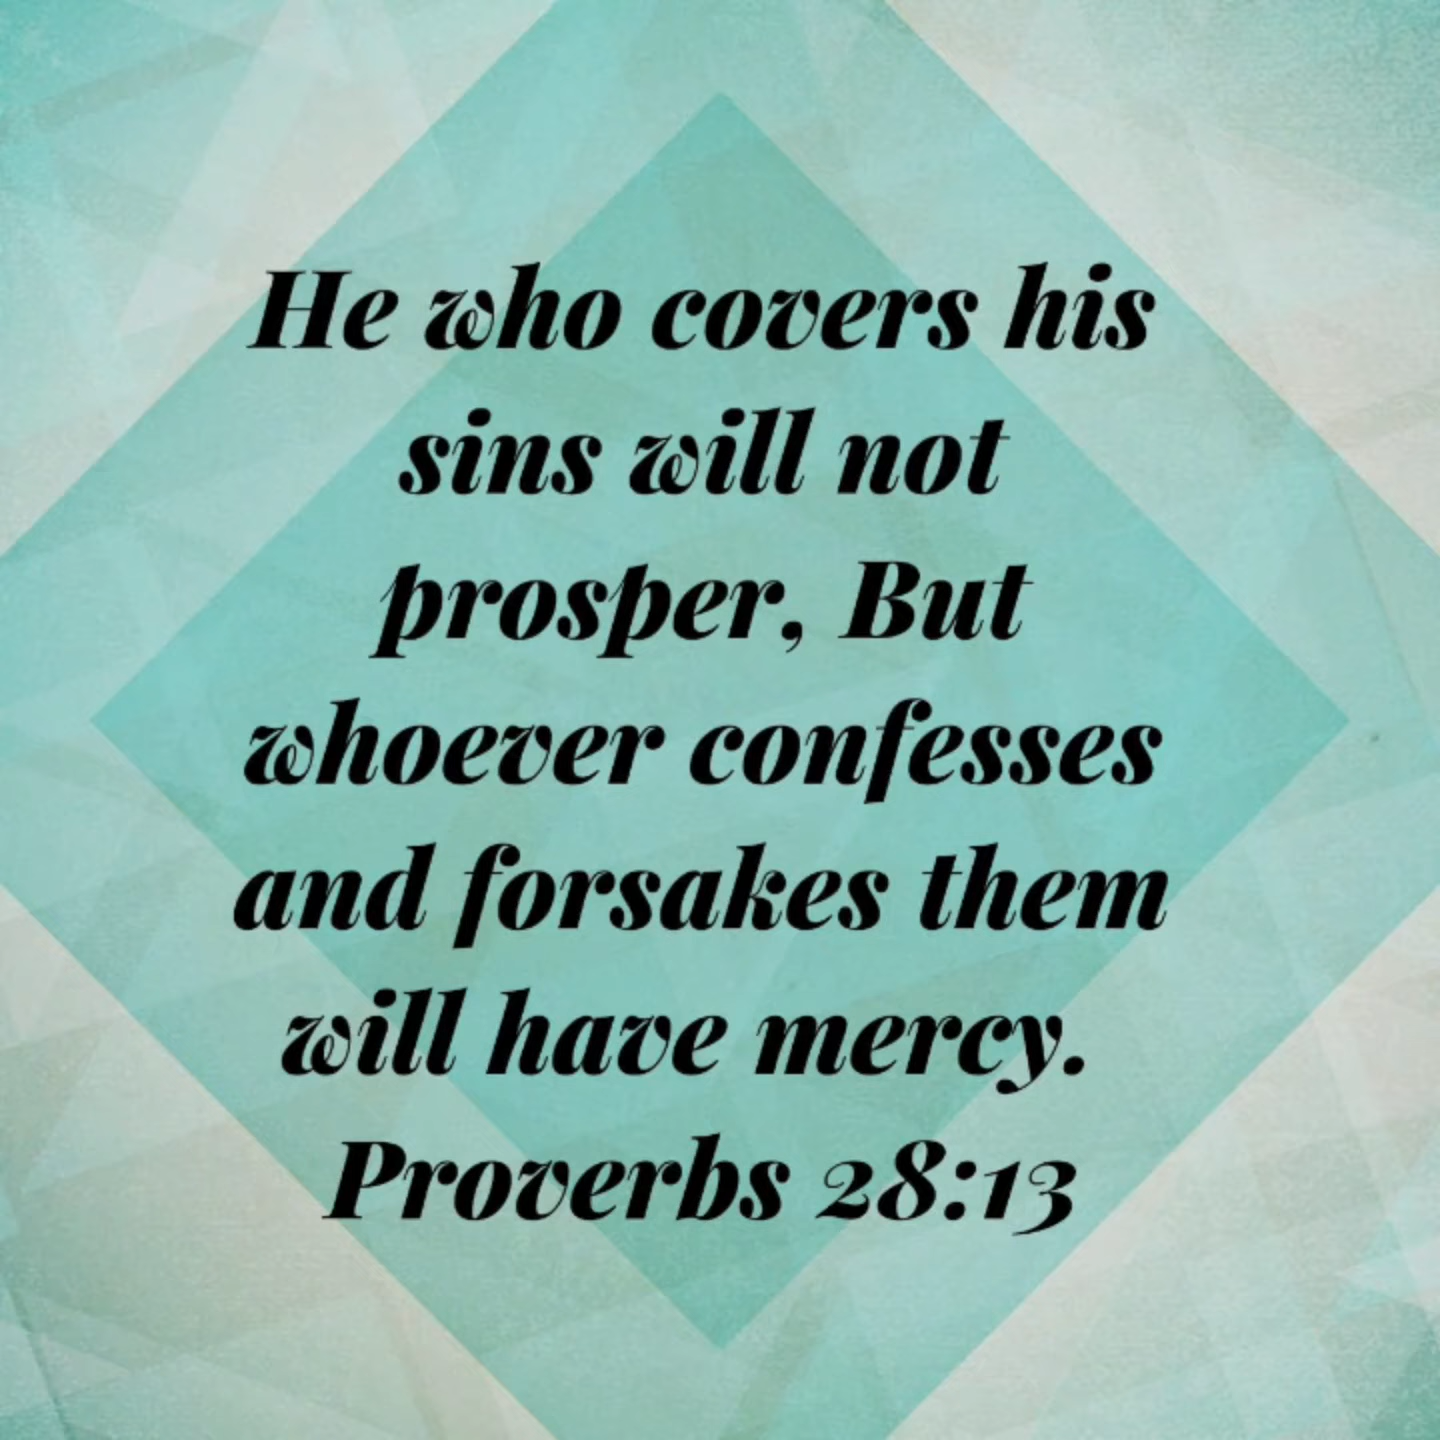 He who covers his
sins will not
prosper, But
whoever confesses
and forsakes them
will have mercy.
Proverbs 28:13